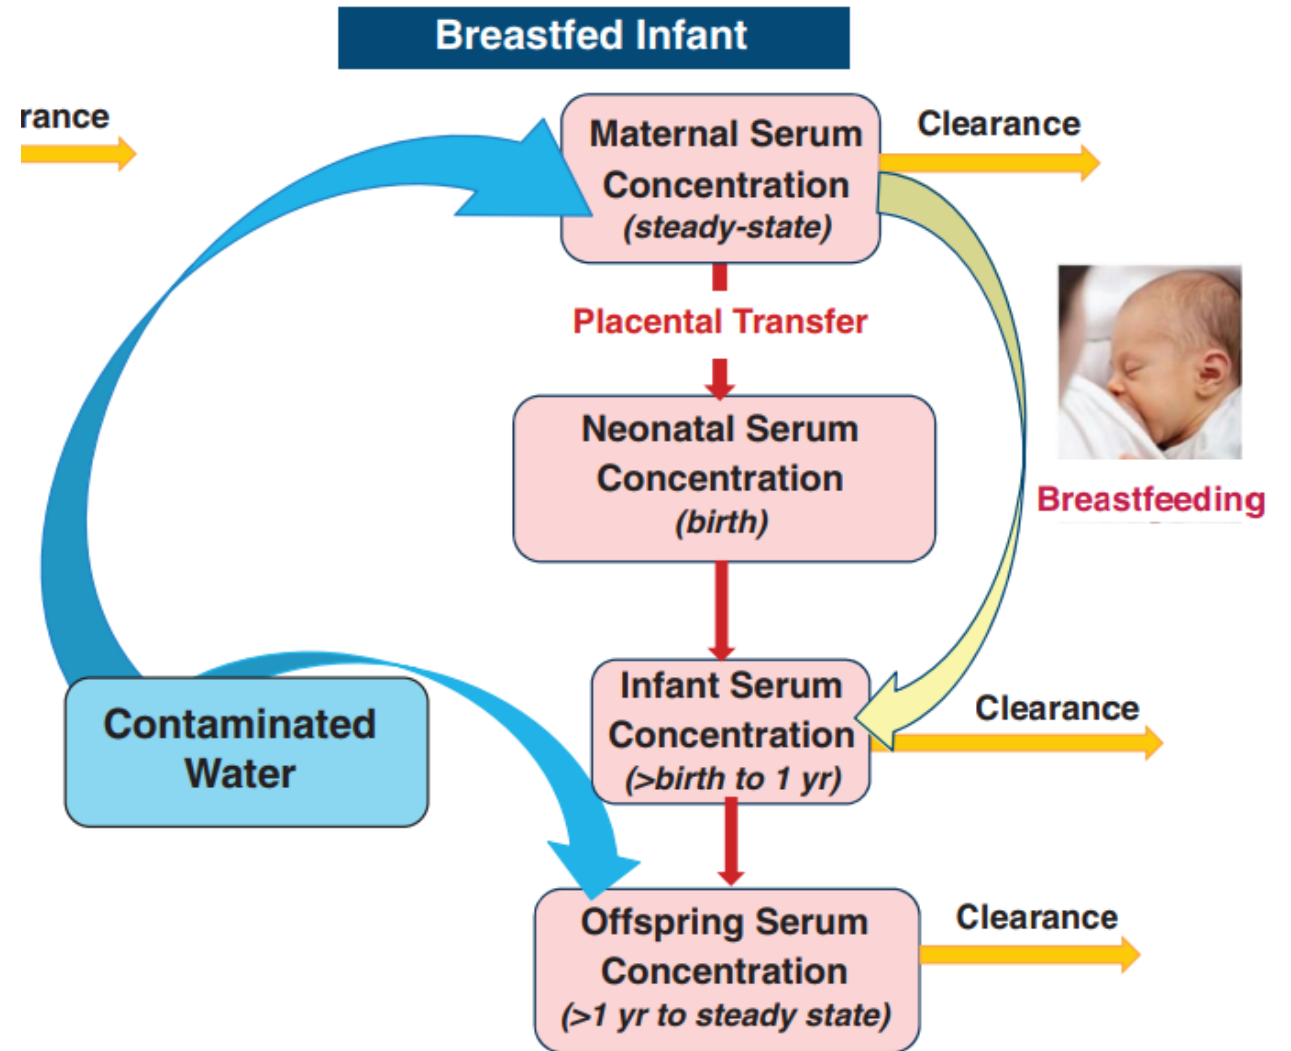 Breastfed Infant
rance
Maternal Serum
Concentration
(steady-state)
Clearance
Placental Transfer
Neonatal Serum
Concentration
(birth)
Breastfeeding
Contaminated
Water
Infant Serum
Concentration
(>birth to 1 yr)
Clearance
Offspring Serum
Concentration
(>1 yr to steady state)
Clearance